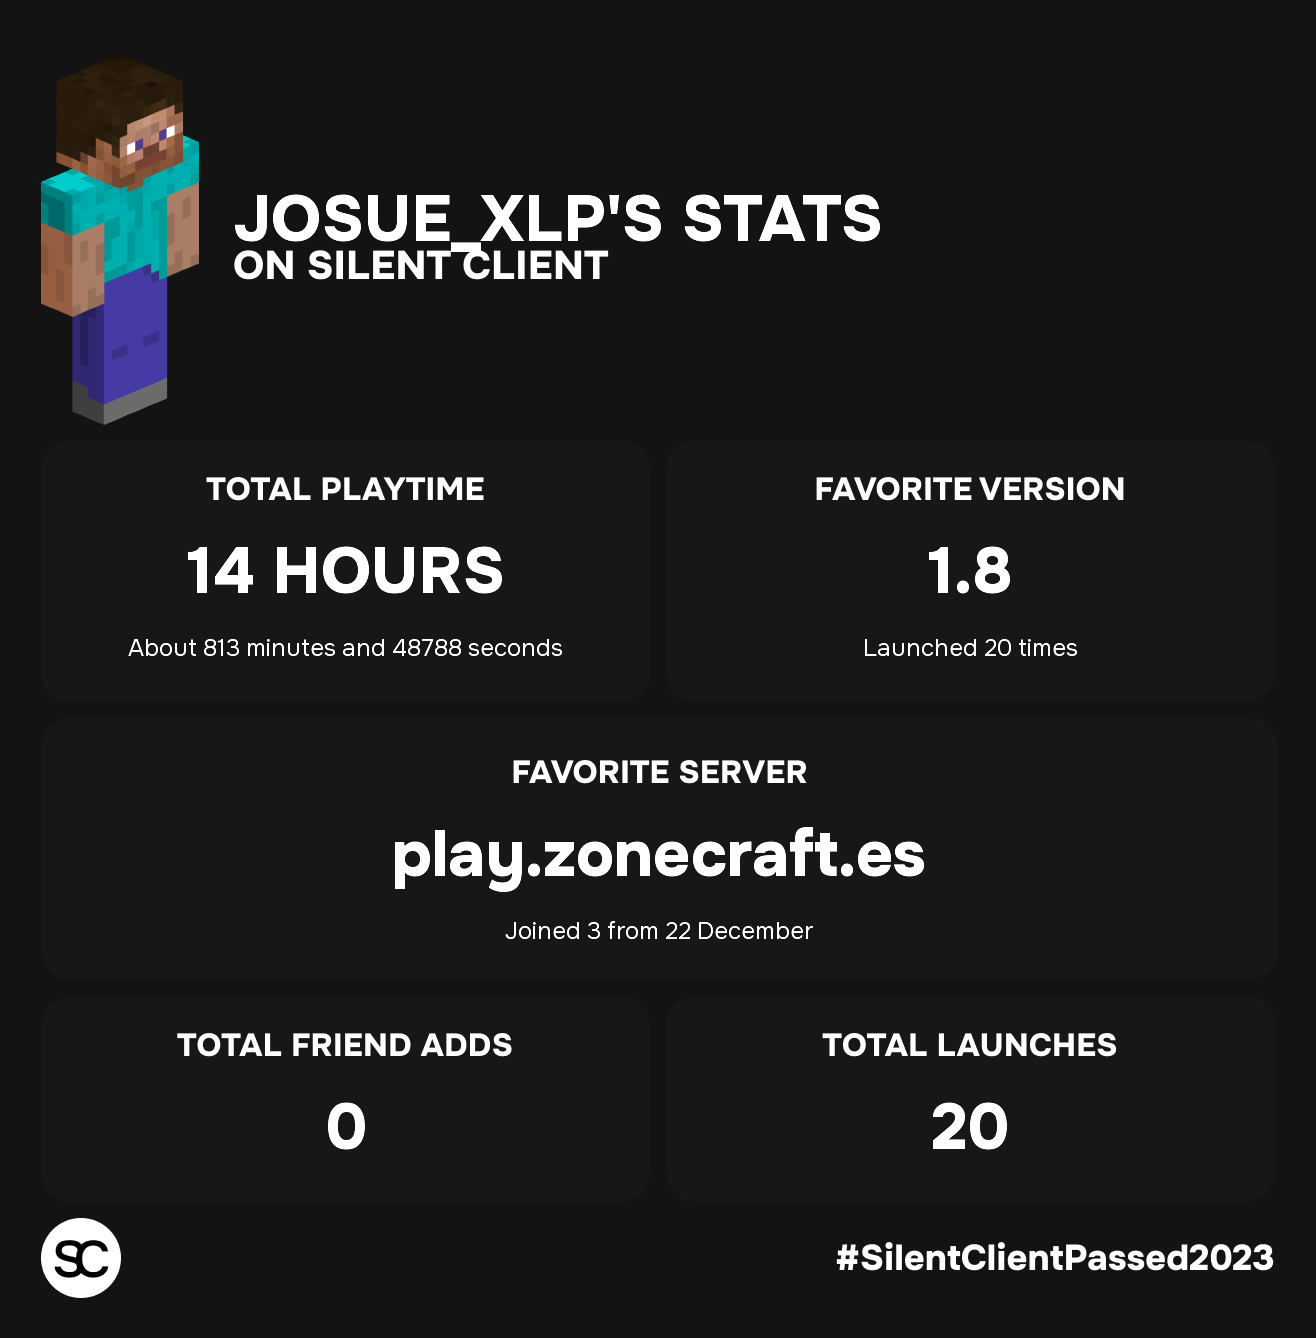 JOSUE_XLP'S STATS
ON SILENT CLIENT
TOTAL PLAYTIME
14 HOURS
About 813 minutes and 48788 seconds
FAVORITE VERSION
1.8
Launched 20 times
FAVORITE SERVER
play.zonecraft.es
Joined 3 from 22 December
TOTAL FRIEND ADDS
0
TOTAL LAUNCHES
20
SC
#SilentClientPassed2023